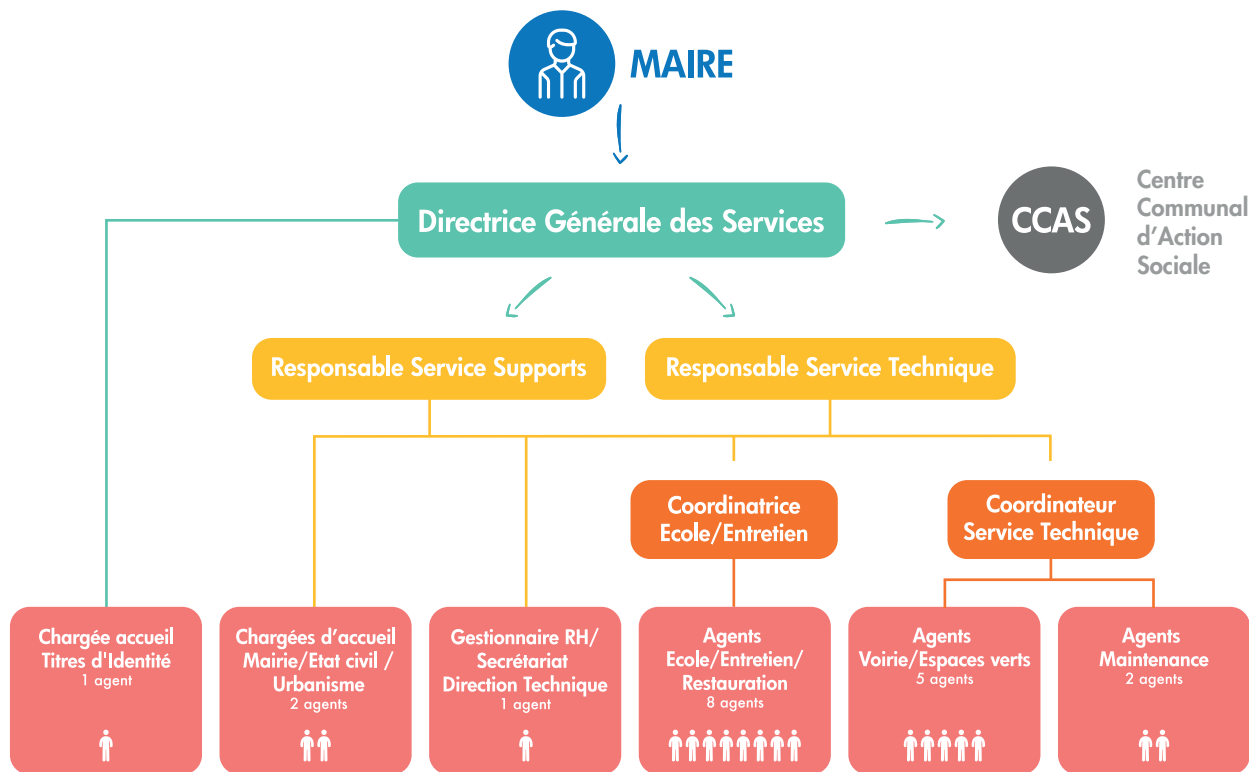 MAIRE
Directrice Générale des Services
CCAS
Centre
Communal
d'Action
Sociale
Responsable Service Supports
Responsable Service Technique
Coordinatrice
Ecole/Entretien
Coordinateur
Service Technique
Chargée accueil
Titres d'Identité
1 agent
Chargées d'accueil
Mairie/Etat civil /
Urbanisme
2 agents
Gestionnaire RH/
Secrétariat
Direction Technique
1 agent
Agents
Ecole/Entretien/
Restauration
8 agents
Agents
Voirie/Espaces verts
5 agents
Agents
Maintenance
2 agents